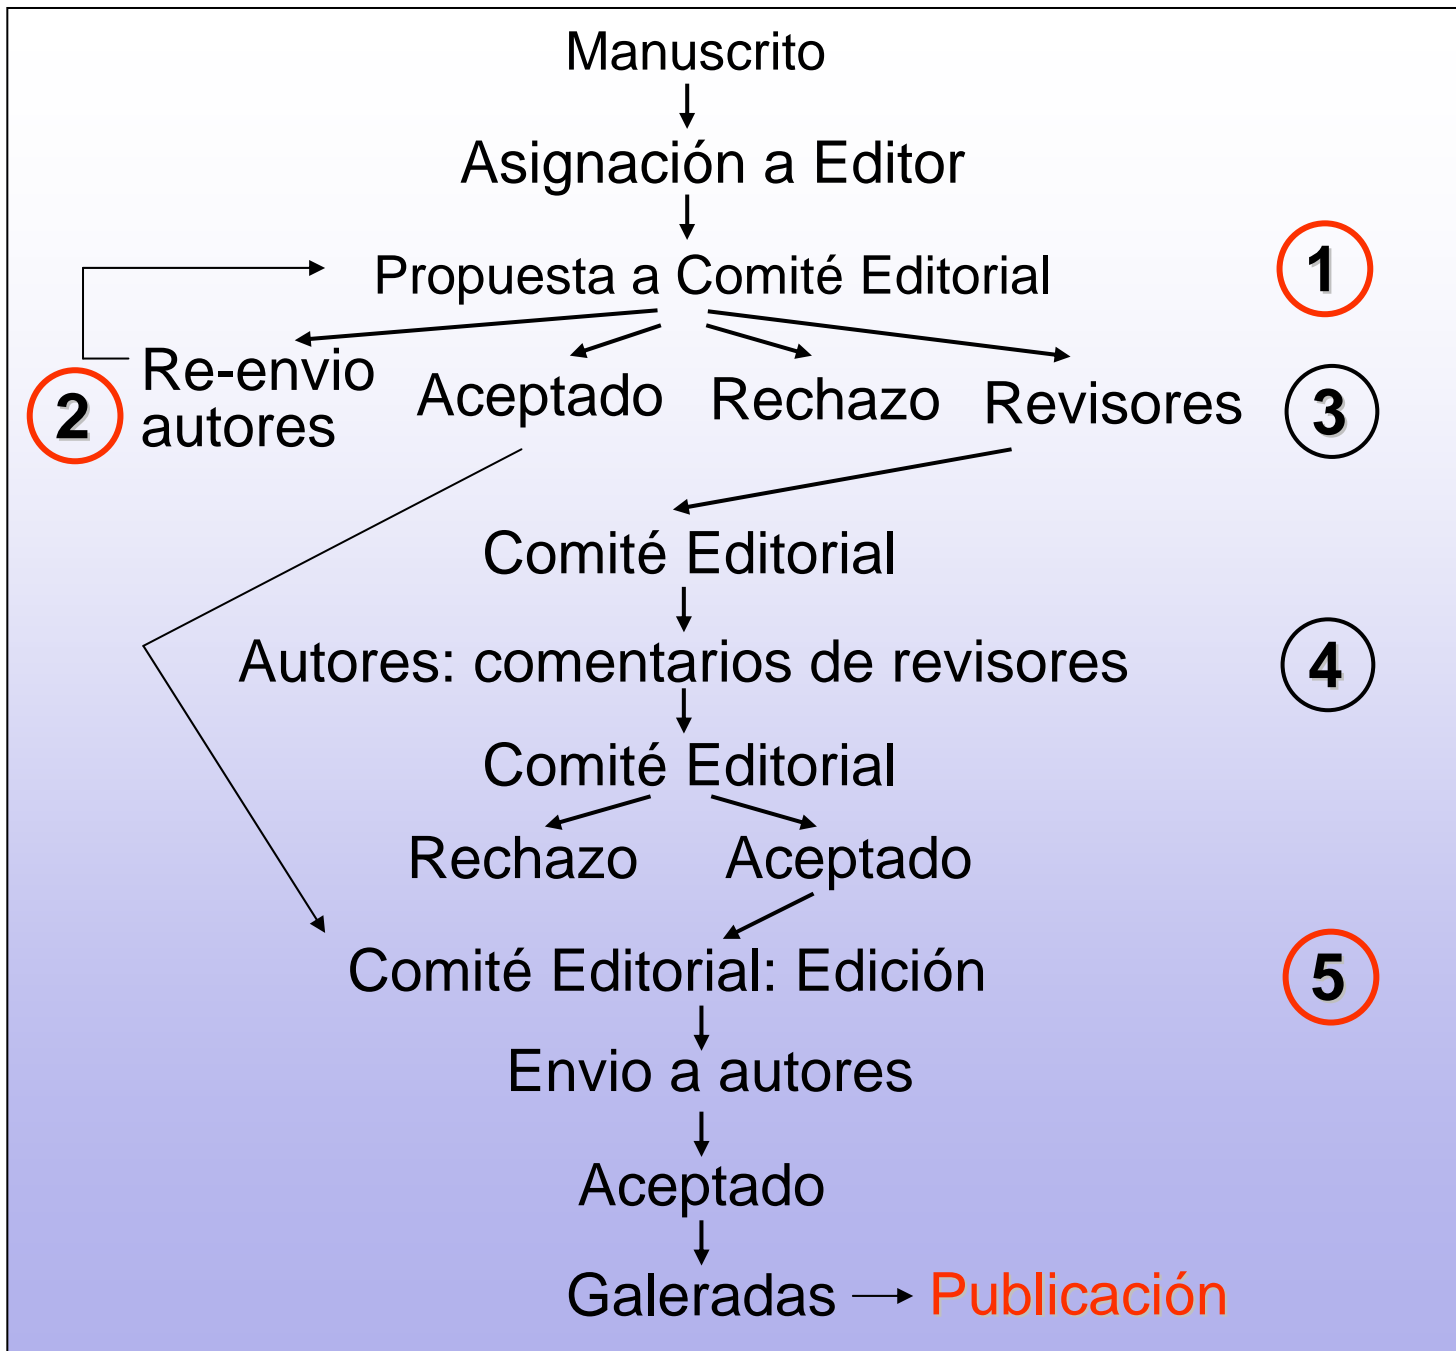 Manuscrito
Asignación a Editor
Propuesta a Comité Editorial
1
Re-envio
autores
2
Aceptado
Rechazo
Revisores
3
Comité Editorial
Autores: comentarios de revisores
4
Comité Editorial
Rechazo
Aceptado
Comité Editorial: Edición
5
Envio a autores
Aceptado
Galeradas
Publicación